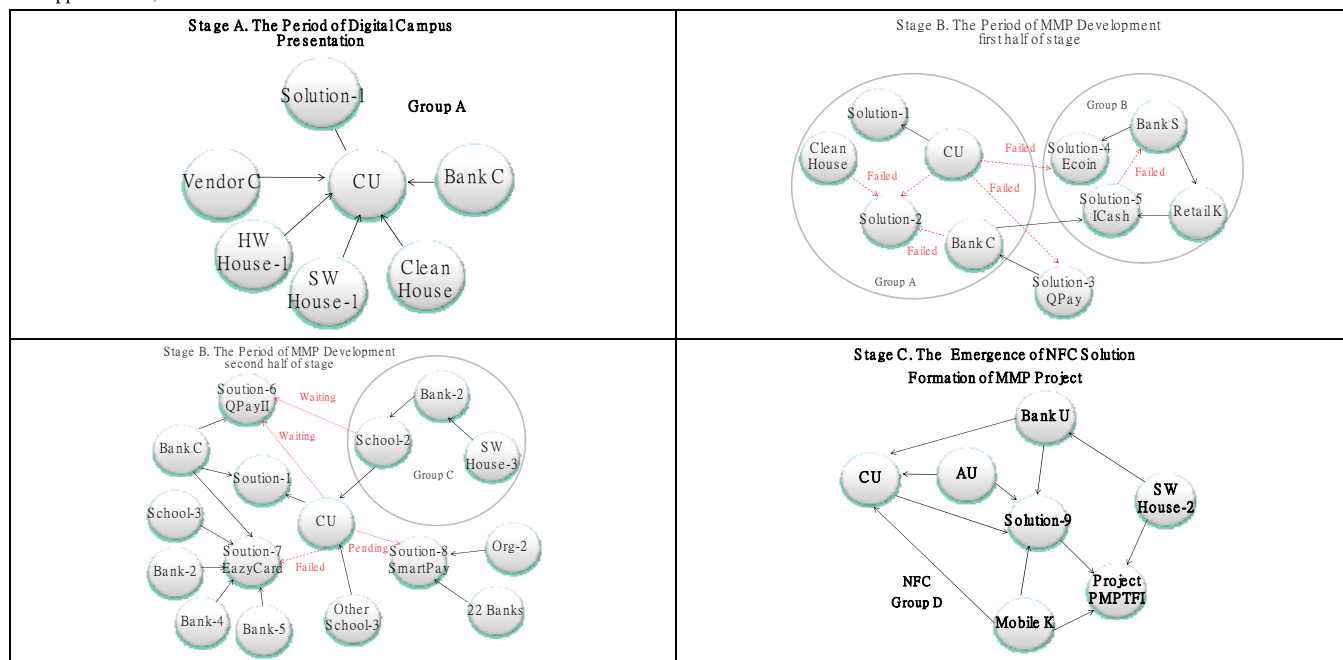 Stage A. The Period of Digital Campus
Presentation
Solution-1
Group A
Vendor C
CU
Bank C
HW
House-1
SW
House-1
Clean
House
Stage B. The Period of MMP Development
first half of stage
Group B
Solution-1
Bank S
Clean
House
CU
Failed
Solution-4
Ecoin
Failed
Failed
Failed
Solution-5
ICash
Retail K
Solution-2
Bank C
Failed
Group A
Solution-3
QPay
Stage B. The Period of MMP Development
second half of stage
Soution-6
QPayII
Waiting
Bank-2
Waiting
School-2
Bank C
SW
House-3
Soution-1
Group C
School-3
CU
Soution-7
EazyCard
Pending
Failed
Soution-8
SmartPay
Org-2
Bank-2
Bank-4
Bank-5
Other
School-3
22 Banks
Stage C. The Emergence of NFC Solution
Formation of MMP Project
Bank U
CU
AU
SW
House-2
Solution-9
NFC
Group D
Project
PMPTFI
Mobile K